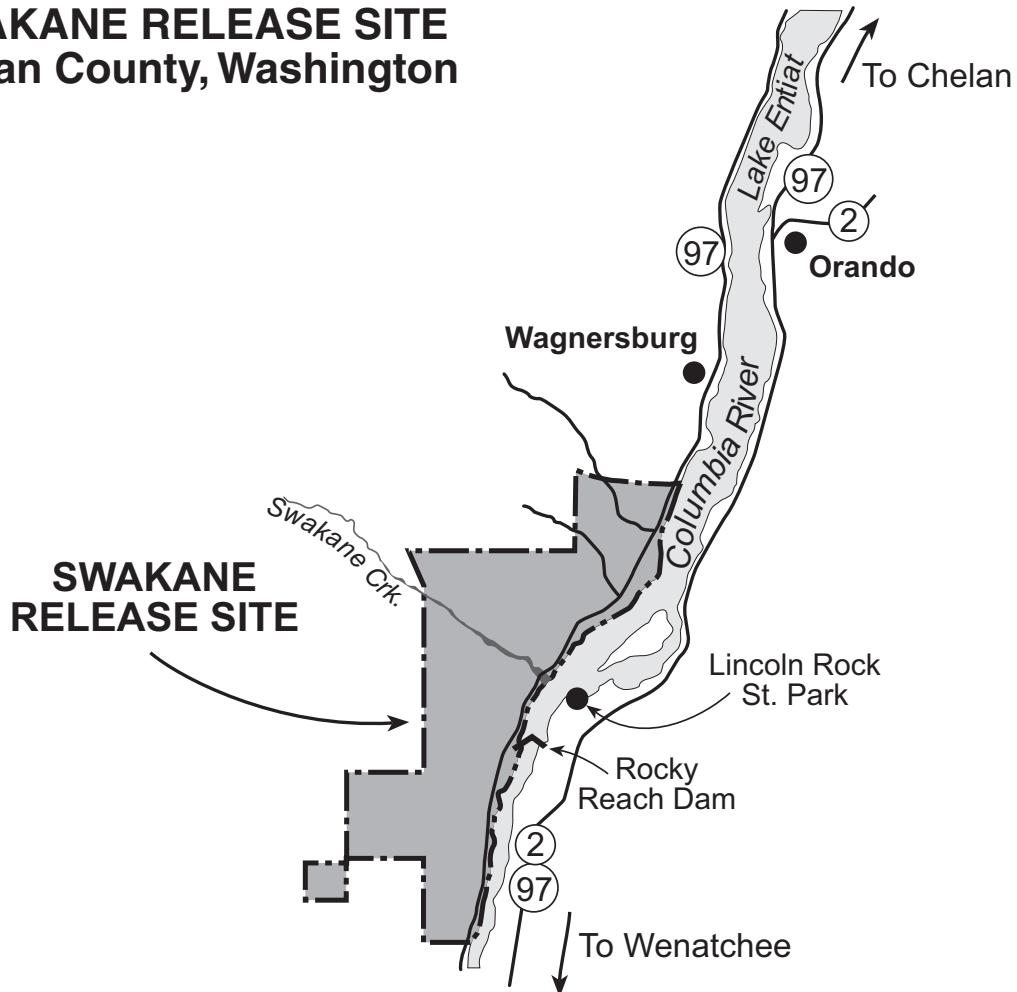 AKANE RELEASE SITE
an County, Washington
To Chelan
Lake Entiat
97
2
97
Orando
Wagnersburg
Columbia River
Swakane Crk.
SWAKANE
RELEASE SITE
Lincoln Rock
St. Park
Rocky
Reach Dam
2
97
To Wenatchee